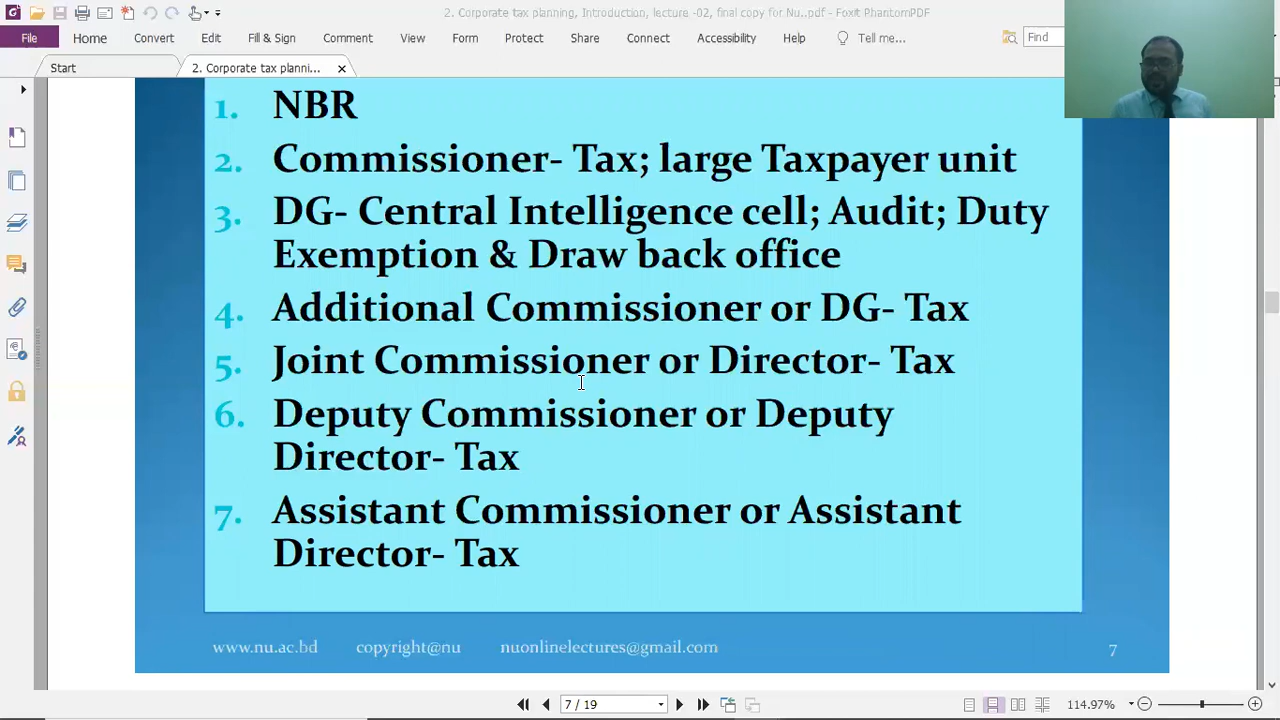 2. Corporate tax planning, Introduction, lecture -02, final copy for Nu..pdf - Foxit PhantomPDF
File Home Convert Edit Fill & Sign Comment View Form Protect Share Connect Accessibility Help Tell me... Find
Start 2. Corporate tax planni...
1. NBR
2. Commissioner- Tax; large Taxpayer unit
3. DG- Central Intelligence cell; Audit; Duty
Exemption & Draw back office
4. Additional Commissioner or DG- Tax
5. Joint Commissioner or Director- Tax
6. Deputy Commissioner or Deputy
Director- Tax
7. Assistant Commissioner or Assistant
Director- Tax
www.nu.ac.bd copyright@nu nuonlinelectures@gmail.com 7
7 / 19 114.97%